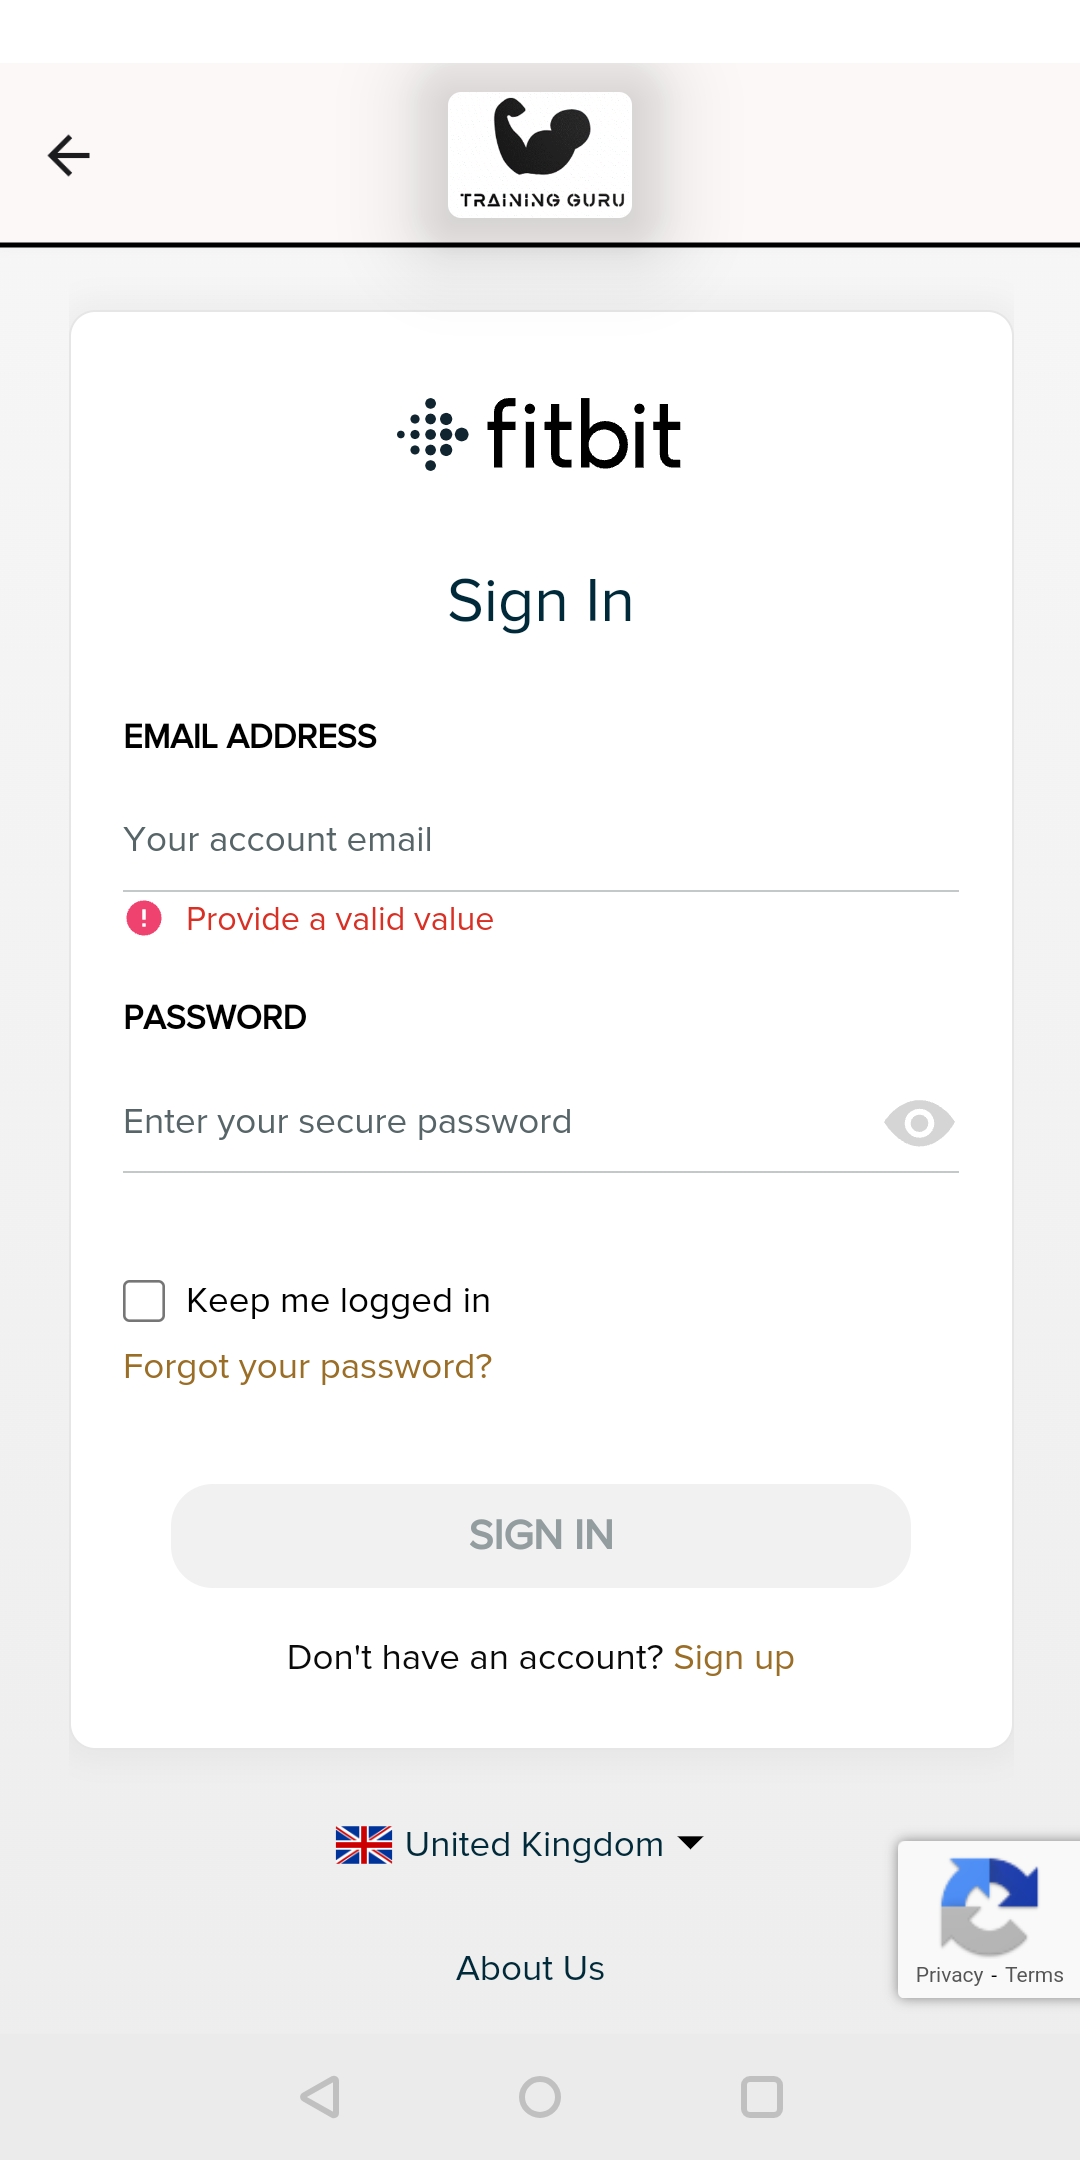 TRAINING GURU
fitbit
Sign In
EMAIL ADDRESS
Your account email
Provide a valid value
PASSWORD
Enter your secure password
Keep me logged in
Forgot your password?
SIGN IN
Don't have an account? Sign up
United Kingdom
About Us
Privacy - Terms